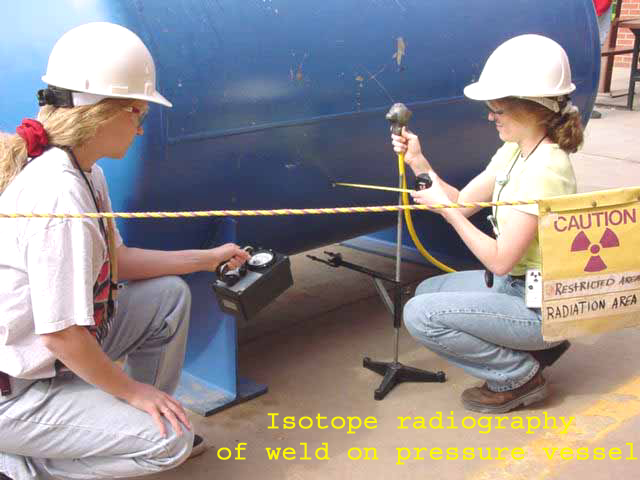 CAUTION
RESTRICTED AREA
RADIATION AREA
Isotope radiography
of weld on pressure vessel